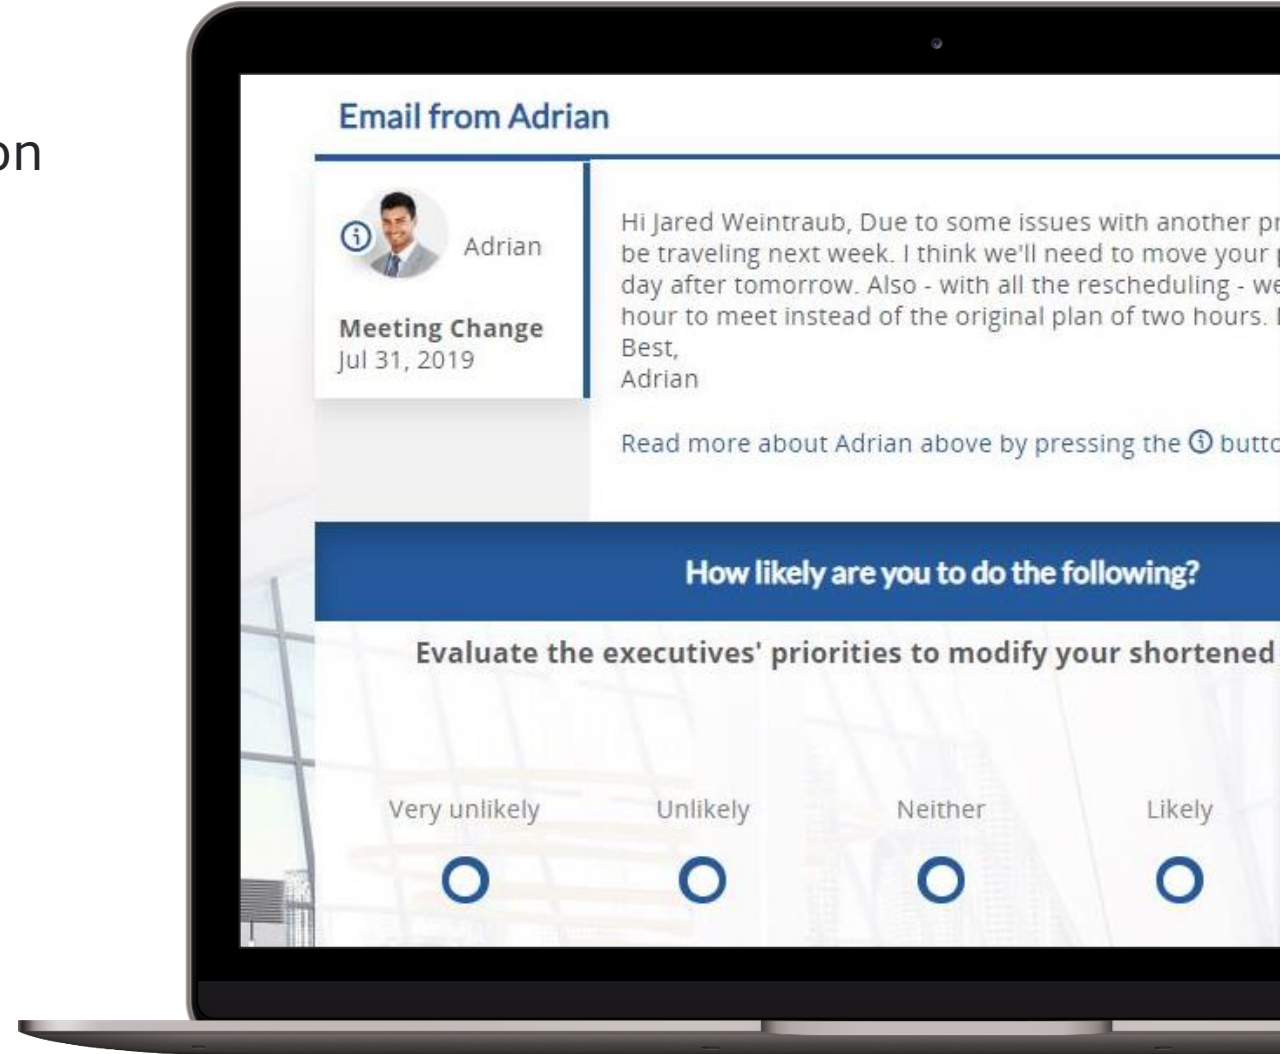 on
Email from Adrian
Adrian
Meeting Change
Jul 31, 2019
Hi Jared Weintraub, Due to some issues with another
be traveling next week. I think we'll need to move your
day after tomorrow. Also - with all the rescheduling -
hour to meet instead of the original plan of two hours.
Best,
Adrian
Read more about Adrian above by pressing the ⓘ
How likely are you to do the following?
Evaluate the executives' priorities to modify your shortened
Very unlikely
Unlikely
Neither
Likely